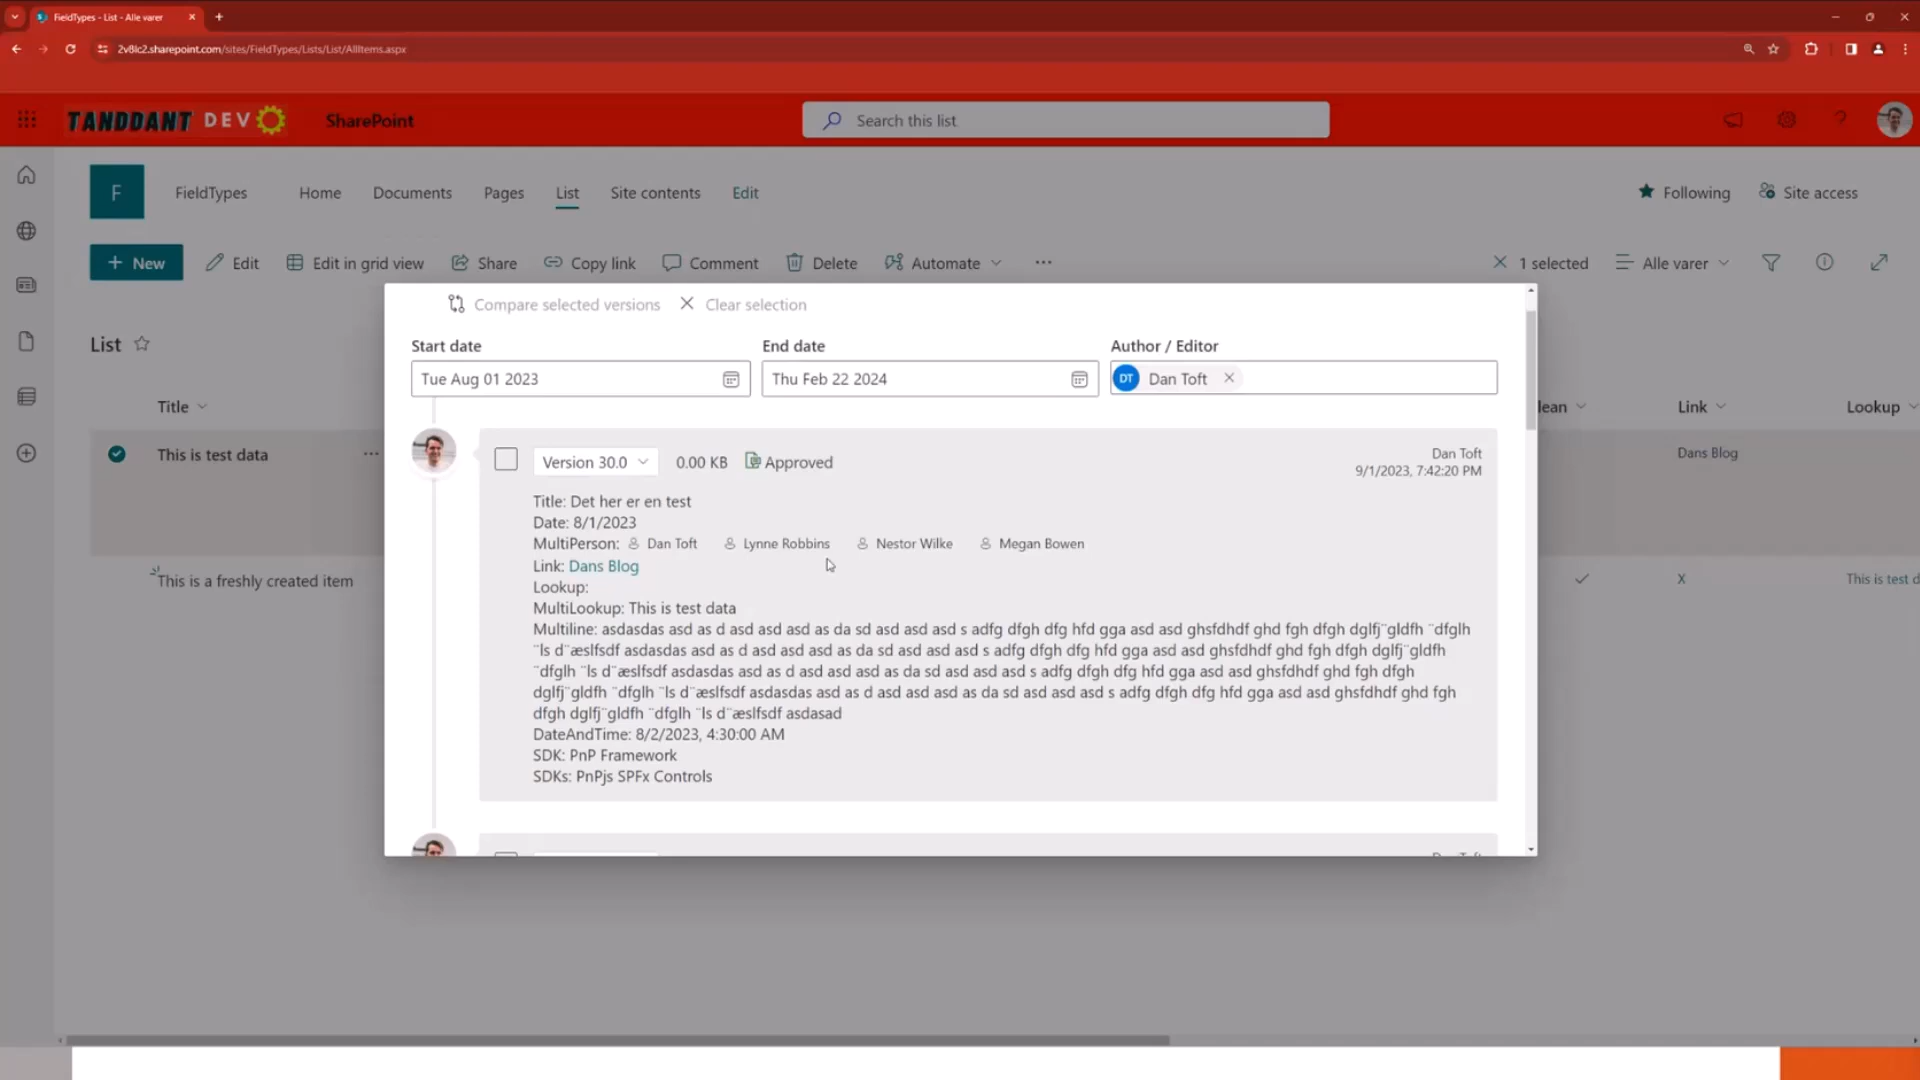 FieldTypes - List - Alle varer
2v8lc2.sharepoint.com/sites/FieldTypes/Lists/List/AllItems.aspx
TANDDANT DEV SharePoint
Search this list
F FieldTypes Home Documents Pages List Site contents Edit
Following Site access
New Edit Edit in grid view Share Copy link Comment Delete Automate
1 selected Alle varer
Compare selected versions Clear selection
List
Start date End date Author / Editor
Tue Aug 01 2023 Thu Feb 22 2024 DT Dan Toft
Title lean Link Lookup
This is test data Dans Blog
This is a freshly created item X This is test d
Version 30.0 0.00 KB Approved
Dan Toft
9/1/2023, 7:42:20 PM
Title: Det her er en test
Date: 8/1/2023
MultiPerson: Dan Toft Lynne Robbins Nestor Wilke Megan Bowen
Link: Dans Blog
Lookup:
MultiLookup: This is test data
Multiline: asdasdas asd as d asd asd asd as da sd asd asd asd s adfg dfgh dfg hfd gga asd asd ghsfdhdf ghd fgh dfgh dglfj¨gldfh ¨dfglh
¨ls d¨æslfsdf asdasdas asd as d asd asd asd as da sd asd asd asd s adfg dfgh dfg hfd gga asd asd ghsfdhdf ghd fgh dfgh dglfj¨gldfh
¨dfglh ¨ls d¨æslfsdf asdasdas asd as d asd asd asd as da sd asd asd asd s adfg dfgh dfg hfd gga asd asd ghsfdhdf ghd fgh dfgh
dglfj¨gldfh ¨dfglh ¨ls d¨æslfsdf asdasdas asd as d asd asd asd as da sd asd asd asd s adfg dfgh dfg hfd gga asd asd ghsfdhdf ghd fgh
dfgh dglfj¨gldfh ¨dfglh ¨ls d¨æslfsdf asdasad
DateAndTime: 8/2/2023, 4:30:00 AM
SDK: PnP Framework
SDKs: PnPjs SPFx Controls